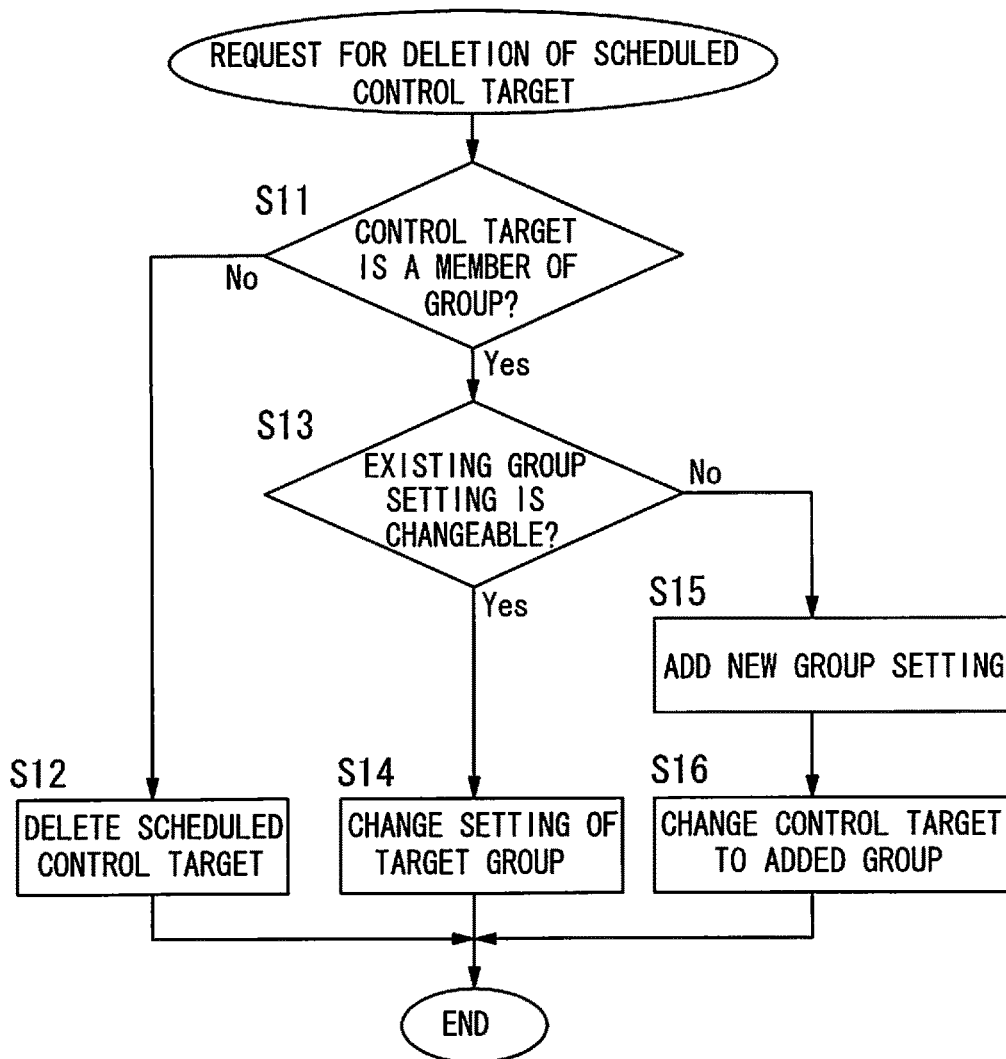 REQUEST FOR DELETION OF SCHEDULED
CONTROL TARGET
S11
CONTROL TARGET
IS A MEMBER OF
GROUP?
No
Yes
S13
EXISTING GROUP
SETTING IS
CHANGEABLE?
No
Yes
S15
ADD NEW GROUP SETTING
S12
DELETE SCHEDULED
CONTROL TARGET
S14
CHANGE SETTING OF
TARGET GROUP
S16
CHANGE CONTROL TARGET
TO ADDED GROUP
END